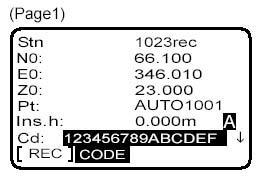 (Page1)
Stn 1023rec
N0: 66.100
E0: 346.010
Z0: 23.000
Pt: AUTO1001
Ins.h: 0.000m A
Cd: 123456789ABCDEF ↓
[ REC ] CODE